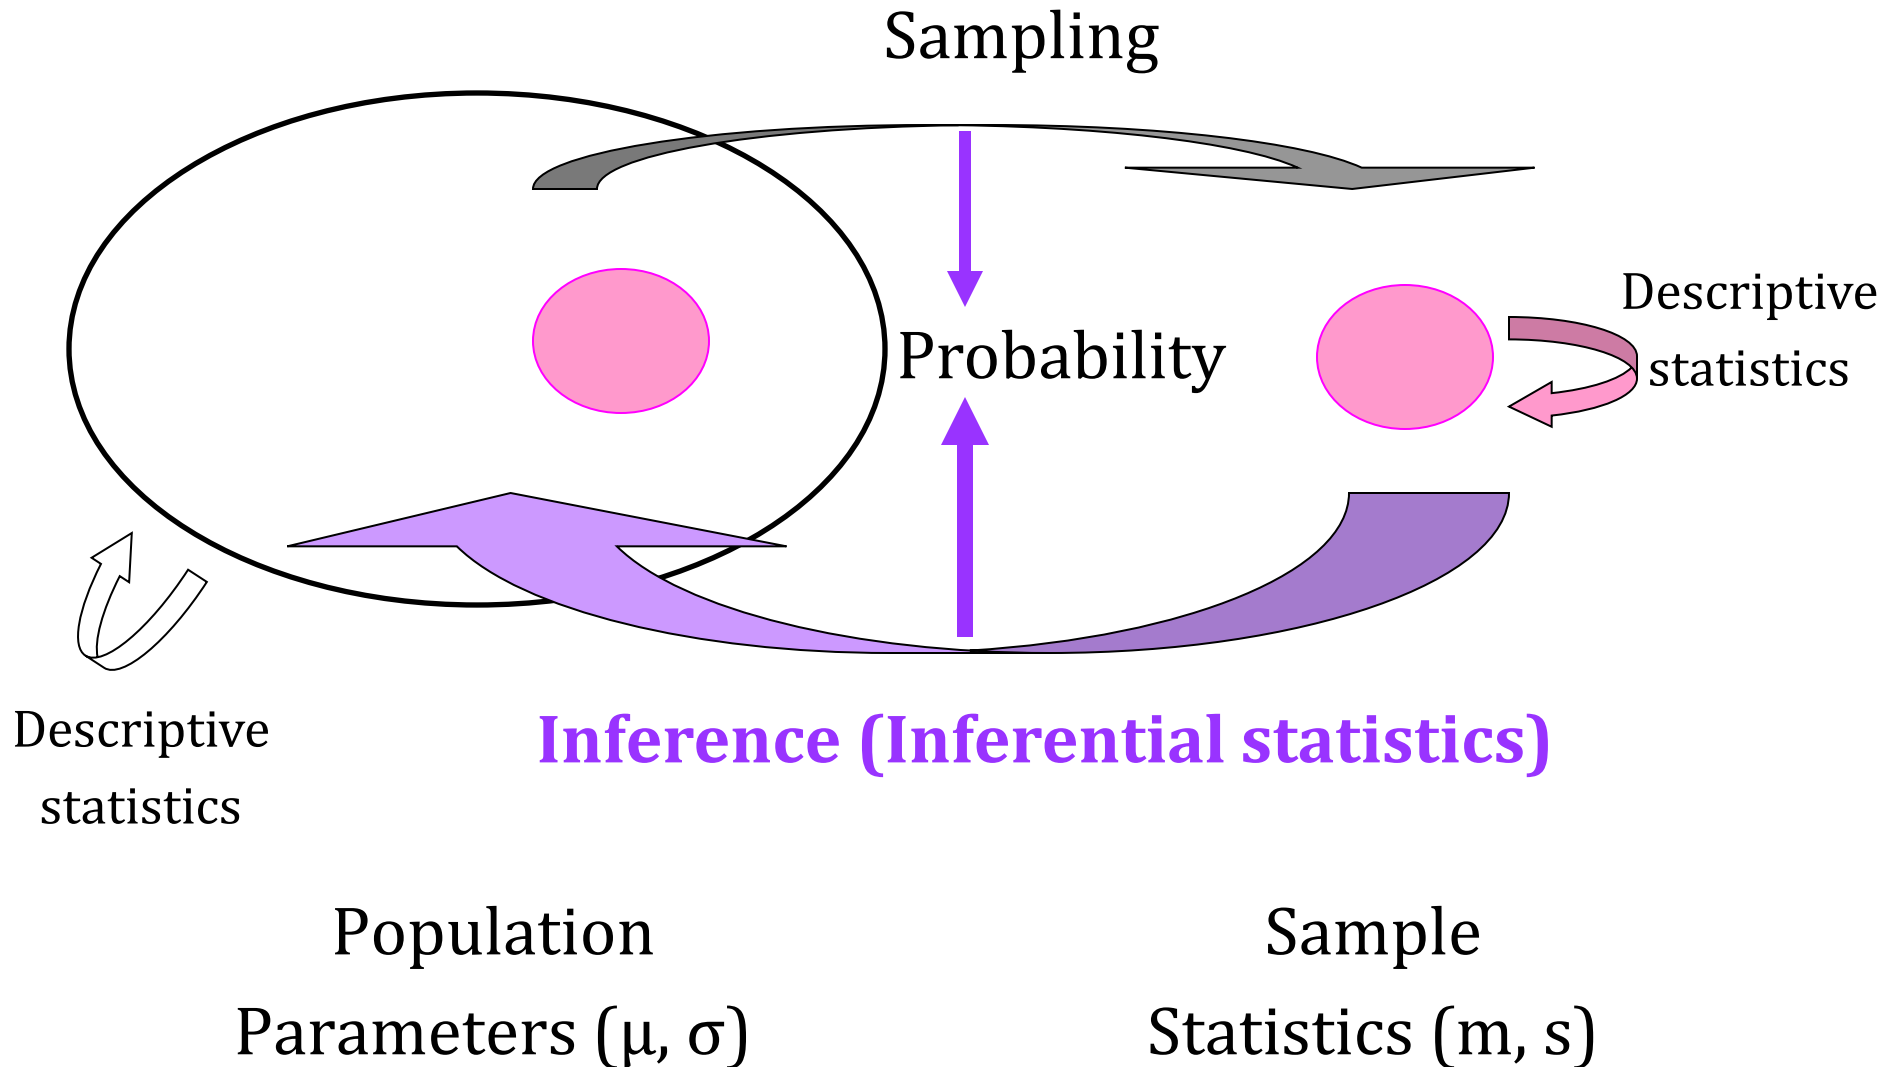 Sampling
Descriptive
statistics
Probability
Descriptive
statistics
Inference (Inferential statistics)
Population
Parameters (μ, σ)
Sample
Statistics (m, s)